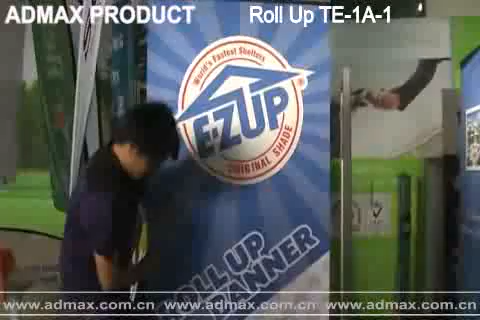 ADMAX PRODUCT Roll Up TE-1A-1
World's Fastest Shelters
E-ZUP®
ORIGINAL SHADE
ROLL UP
BANNER
www.admax.com.cn www.admax.com.cn www.admax.com.cn